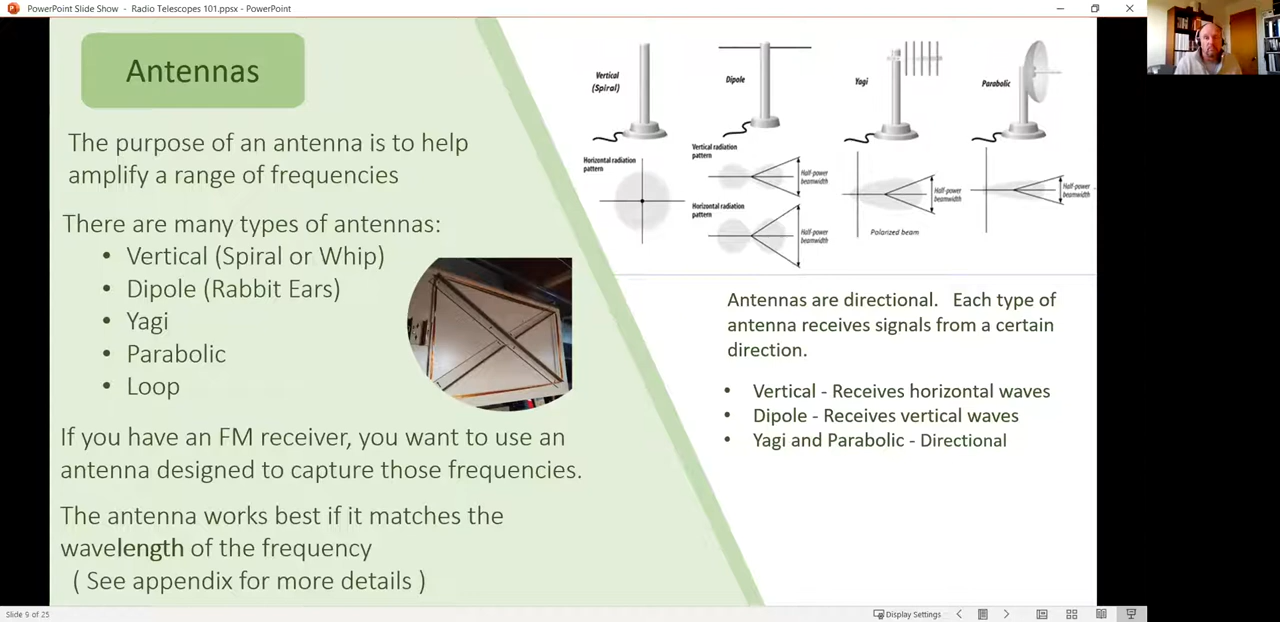 PowerPoint Slide Show - Radio Telescopes 101.ppsx - PowerPoint
Antennas
The purpose of an antenna is to help
amplify a range of frequencies
There are many types of antennas:
• Vertical (Spiral or Whip)
• Dipole (Rabbit Ears)
• Yagi
• Parabolic
• Loop
If you have an FM receiver, you want to use an
antenna designed to capture those frequencies.
The antenna works best if it matches the
wavelength of the frequency
( See appendix for more details )
Vertical
(Spiral)
Dipole
Yagi
Parabolic
Horizontal radiation
pattern
Vertical radiation
pattern
Half-power
beamwidth
Horizontal radiation
pattern
Half-power
beamwidth
Half-power
beamwidth
Polarized beam
Half-power
beamwidth
Antennas are directional. Each type of
antenna receives signals from a certain
direction.
• Vertical - Receives horizontal waves
• Dipole - Receives vertical waves
• Yagi and Parabolic - Directional
Slide 9 of 25
Display Settings